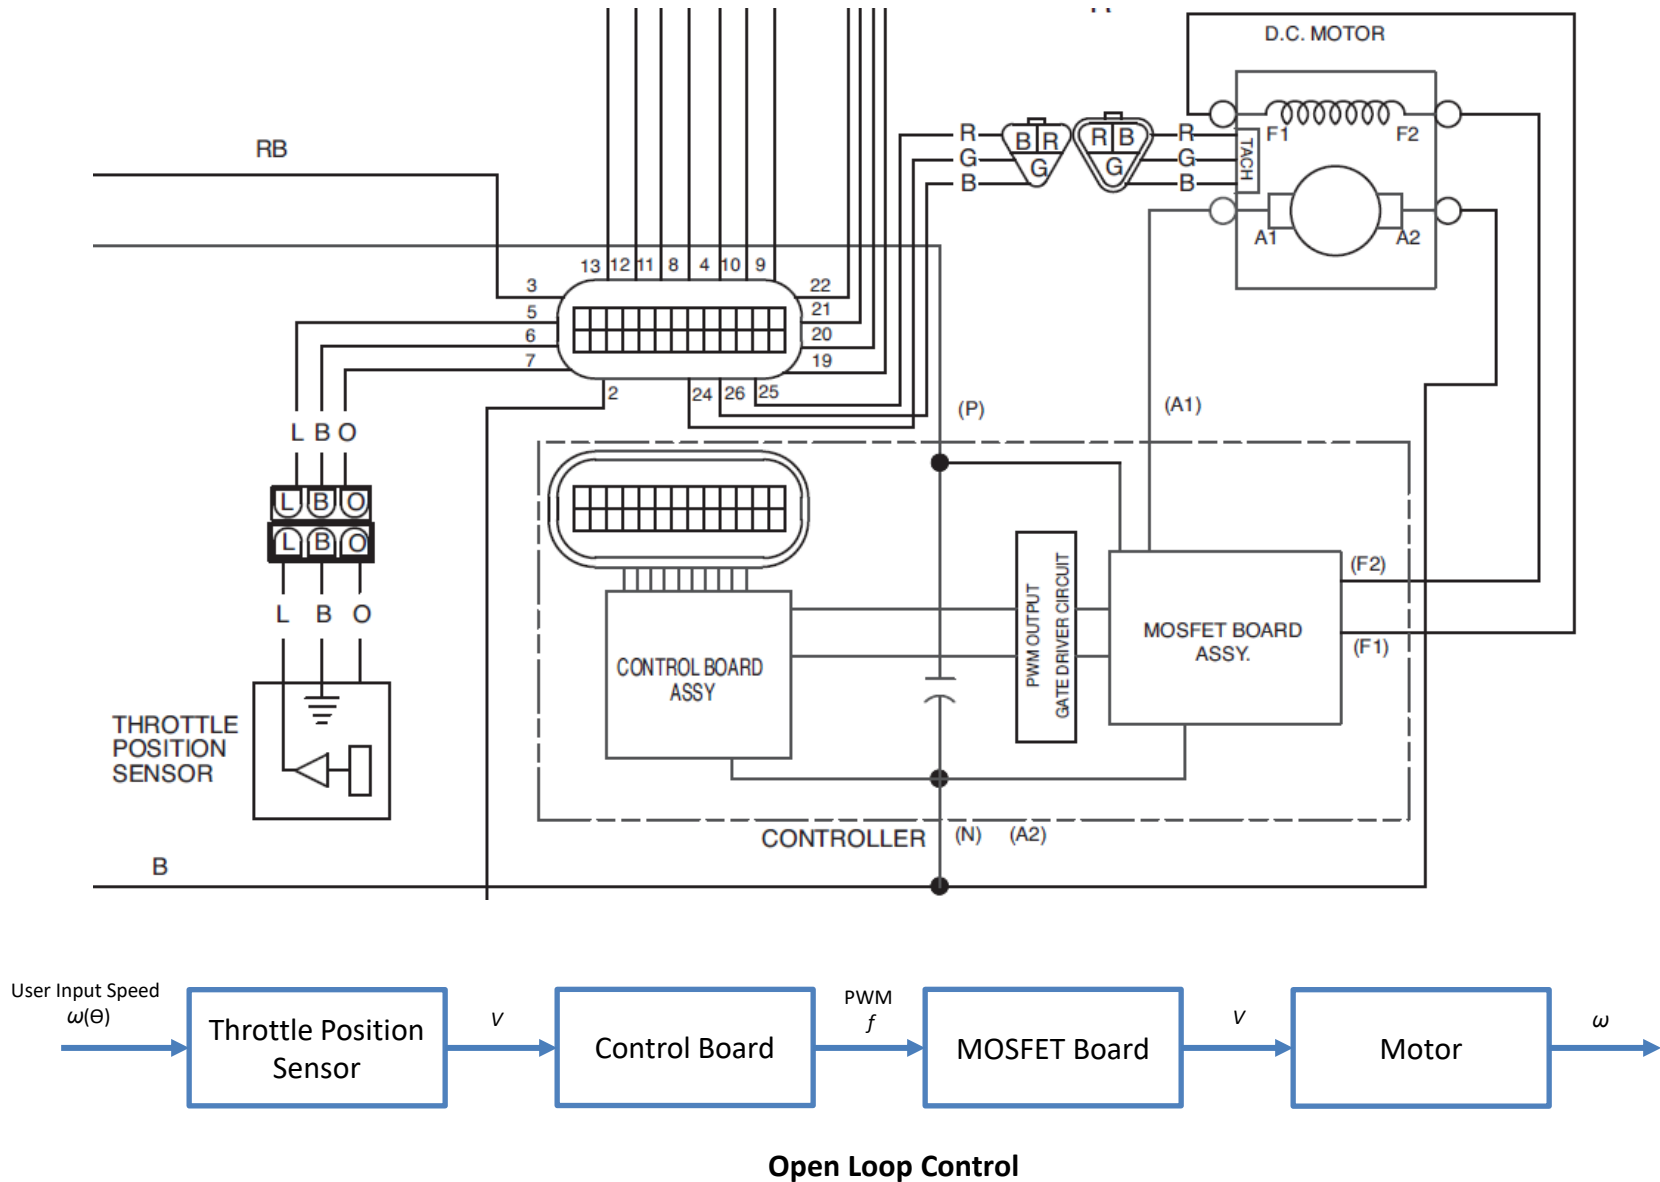 D.C. MOTOR
RB
R
G
B
B R
G
R B
G
R
G
B
TACH
F1
F2
A1
A2
13 12 11 8 4 10 9
3
5
6
7
22
21
20
19
2
24 26 25
(P)
(A1)
L B O
L B O
L B O
L B O
THROTTLE
POSITION
SENSOR
CONTROL BOARD
ASSY
PWM OUTPUT
GATE DRIVER CIRCUIT
MOSFET BOARD
ASSY.
(F2)
(F1)
CONTROLLER
(N)
(A2)
B
User Input Speed
ω(Θ)
Throttle Position
Sensor
V
Control Board
PWM
f
MOSFET Board
V
Motor
ω
Open Loop Control